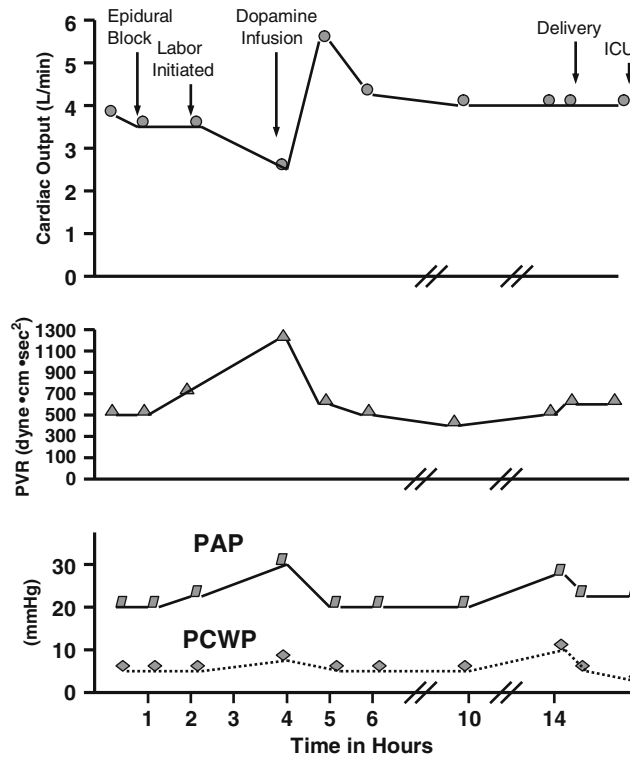 Epidural
Block
Labor
Initiated
Dopamine
Infusion
Delivery
ICU
Cardiac Output (L/min)
6
5
4
3
2
1
0
PVR (dyne •cm •sec2)
1300
1100
900
700
500
300
100
0
PAP
PCWP
(mmHg)
30
20
10
0
1 2 3 4 5 6 10 14
Time in Hours